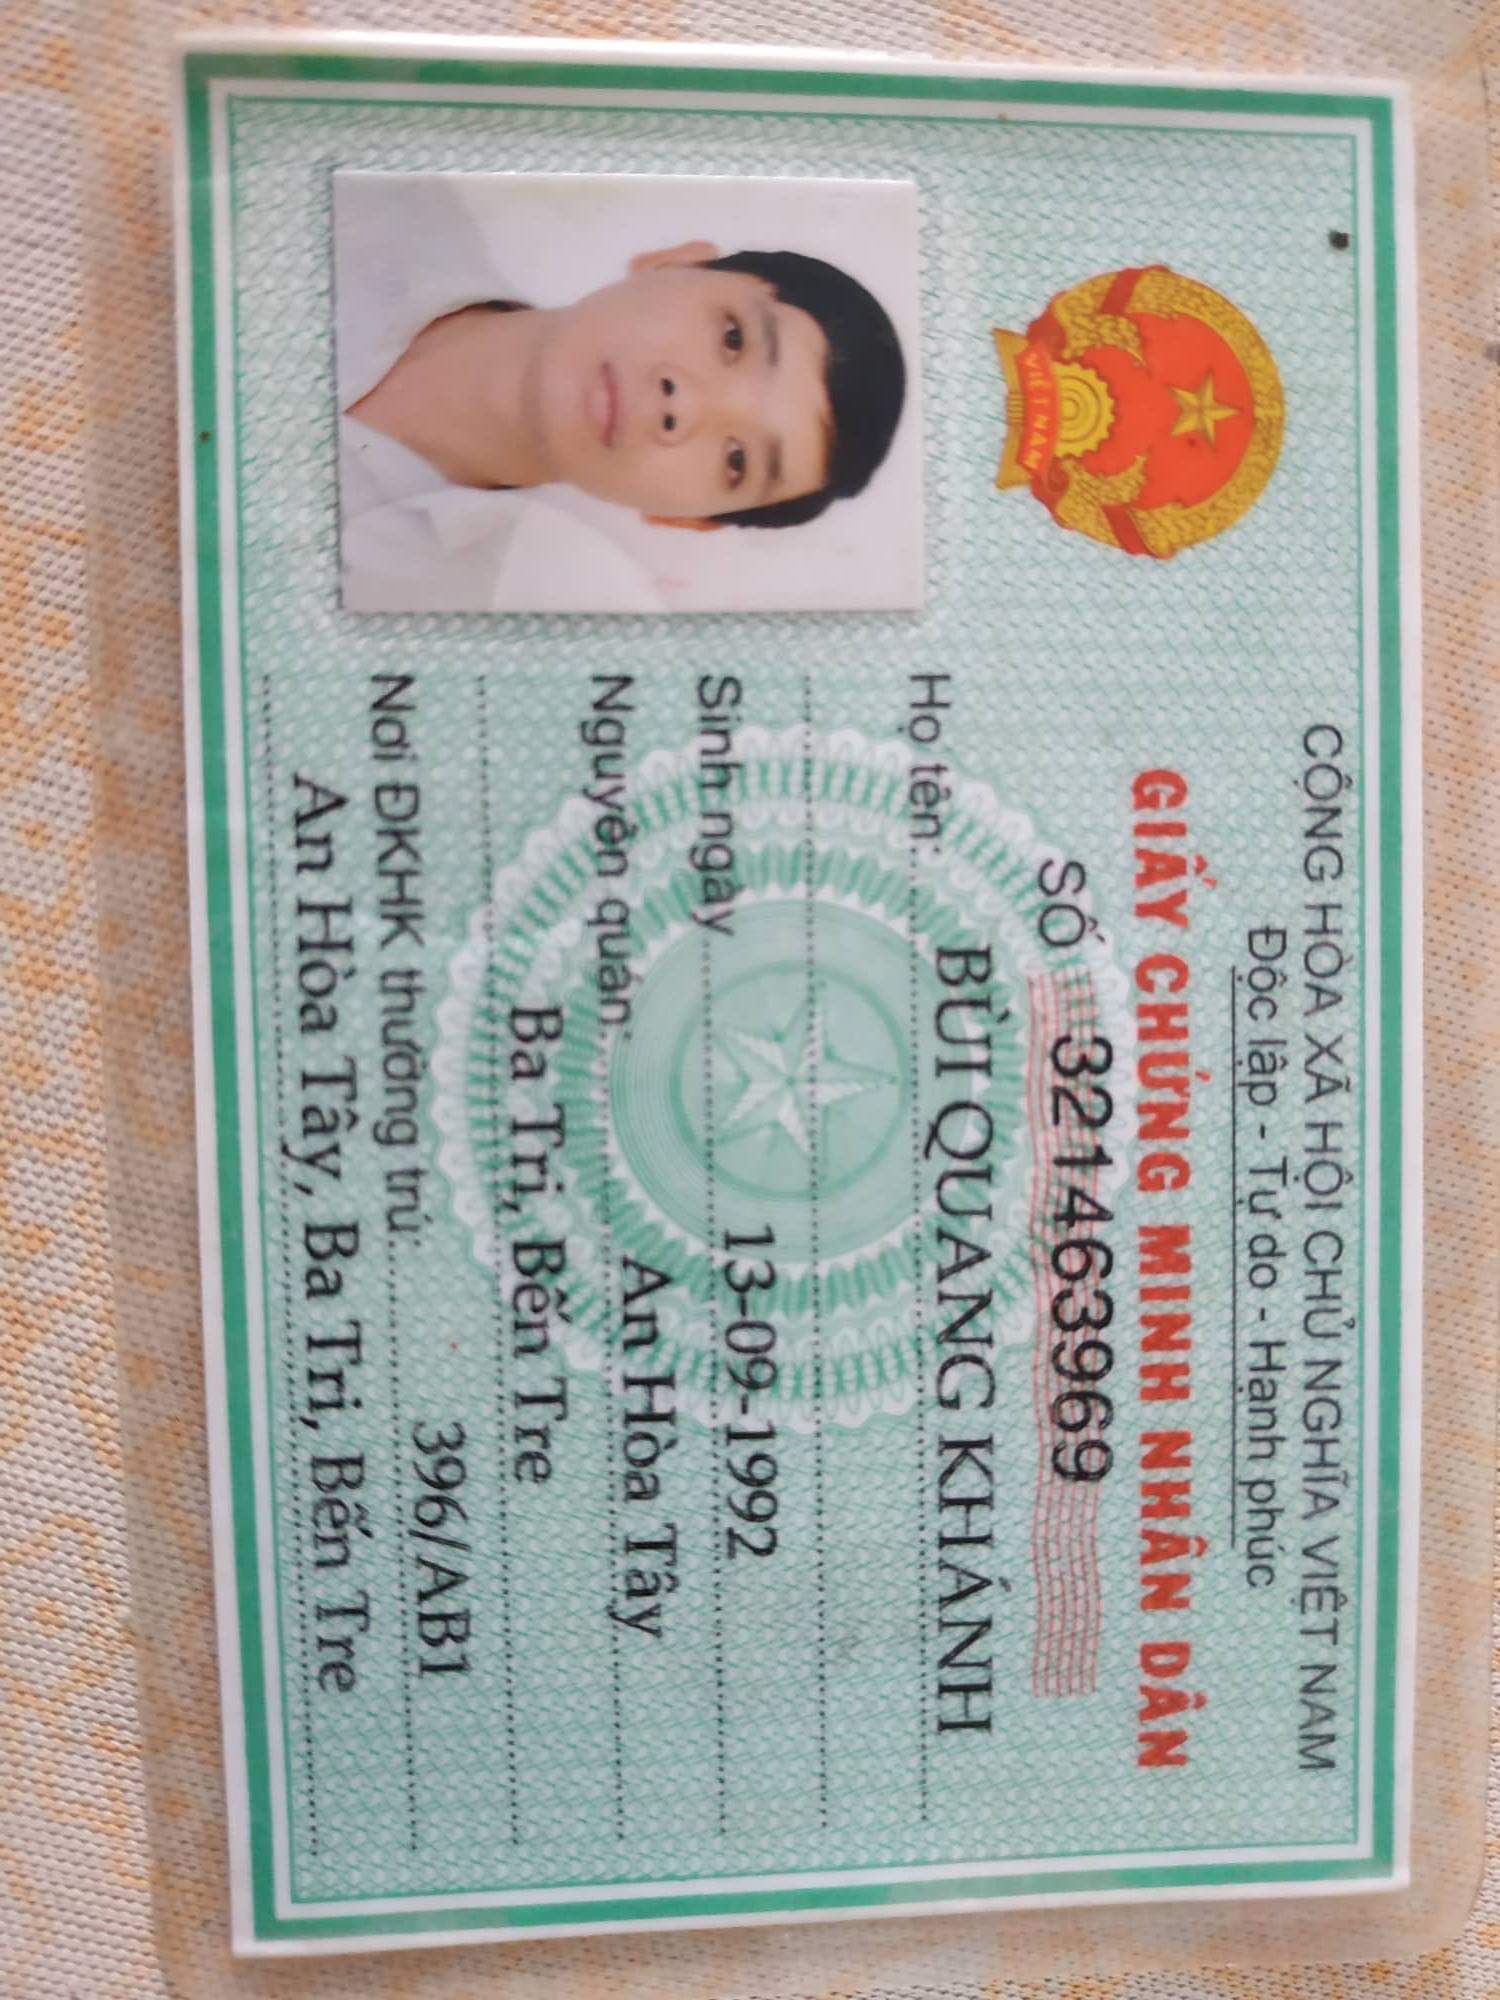 CỘNG HÒA XÃ HỘI CHỦ NGHĨA VIỆT NAM
Độc lập - Tự do - Hạnh phúc
GIẤY CHỨNG MINH NHÂN DÂN
SỐ 321463969
Họ tên: BÙI QUANG KHÁNH
Sinh ngày 13-09-1992
Nguyên quán: An Hòa Tây
Ba Tri, Bến Tre
Nơi ĐKHK thường trú: 396/AB1
An Hòa Tây, Ba Tri, Bến Tre
VIỆT NAM